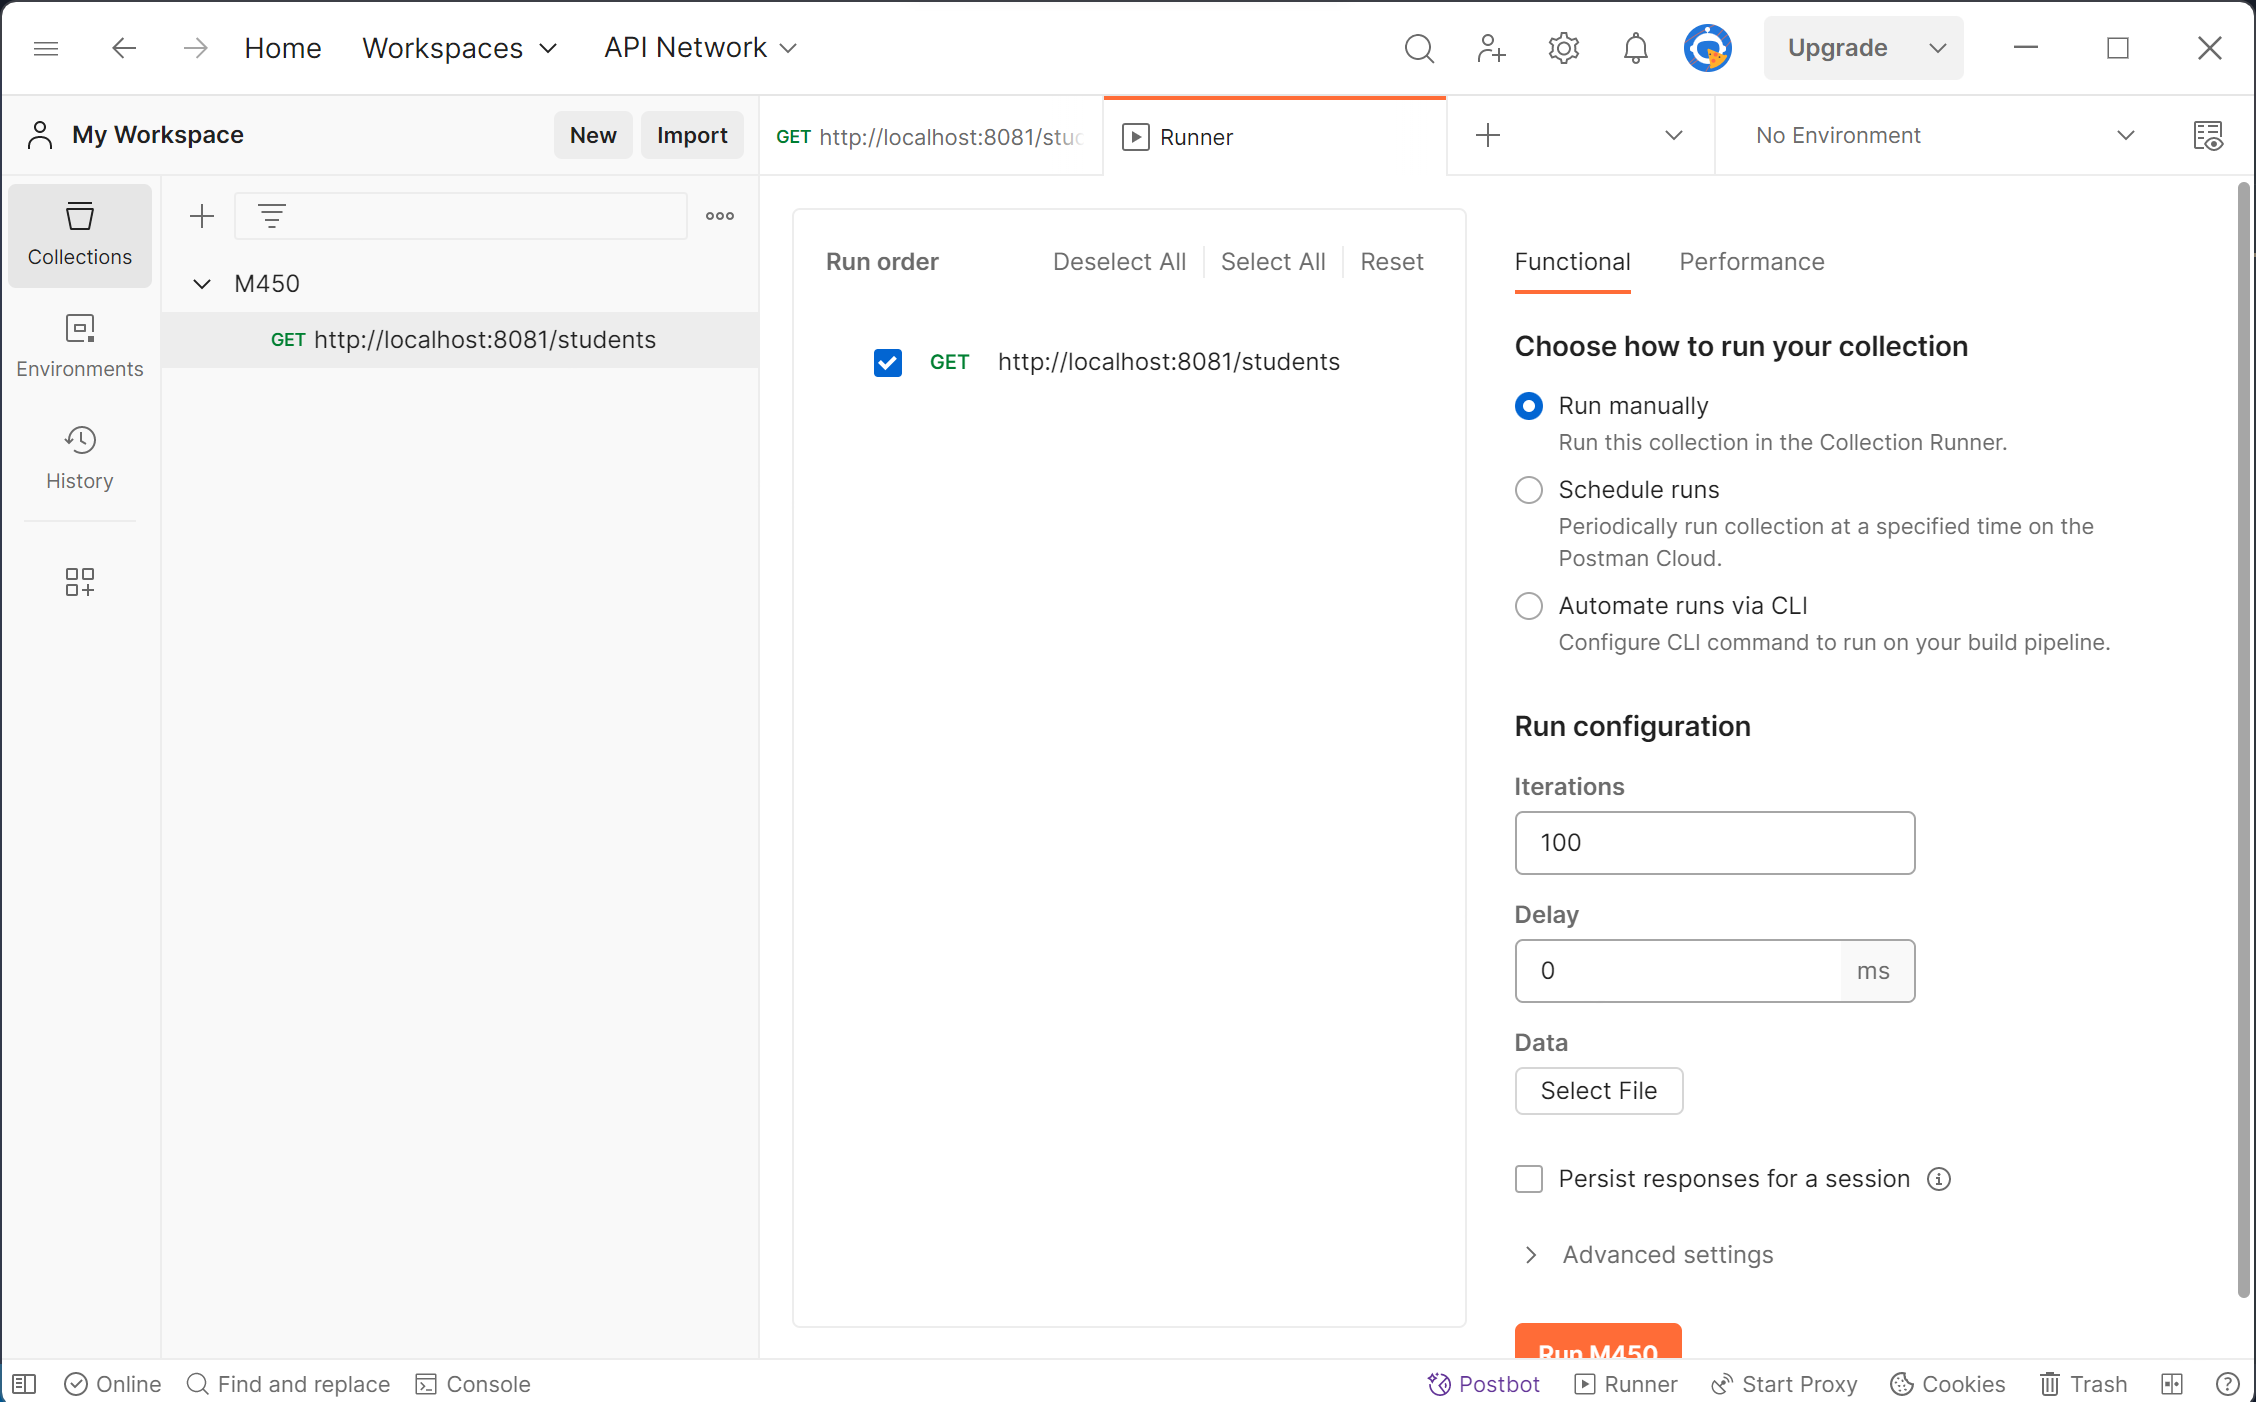 Home Workspaces API Network Upgrade
My Workspace New Import GET http://localhost:8081/stuc Runner No Environment
Collections
Environments
History
M450
GET http://localhost:8081/students
Run order Deselect All Select All Reset
GET http://localhost:8081/students
Functional Performance
Choose how to run your collection
Run manually
Run this collection in the Collection Runner.
Schedule runs
Periodically run collection at a specified time on the
Postman Cloud.
Automate runs via CLI
Configure CLI command to run on your build pipeline.
Run configuration
Iterations
100
Delay
0 ms
Data
Select File
Persist responses for a session
Advanced settings
Run M450
Online Find and replace Console Postbot Runner Start Proxy Cookies Trash